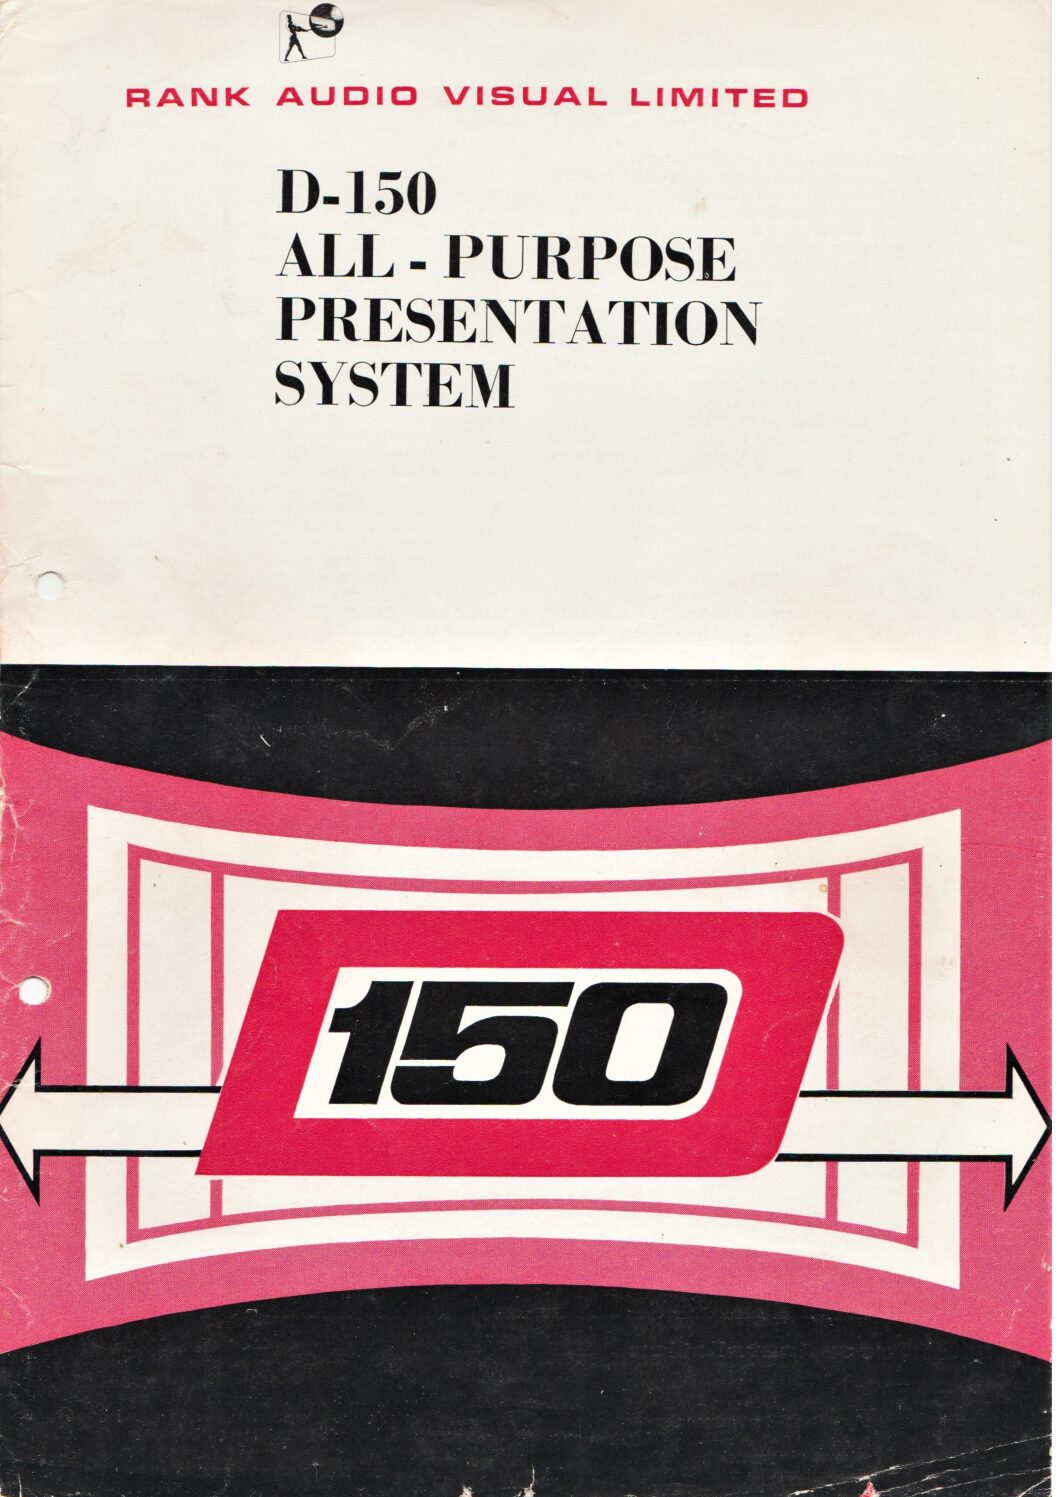 RANK AUDIO VISUAL LIMITED
D-150
ALL - PURPOSE
PRESENTATION
SYSTEM
150